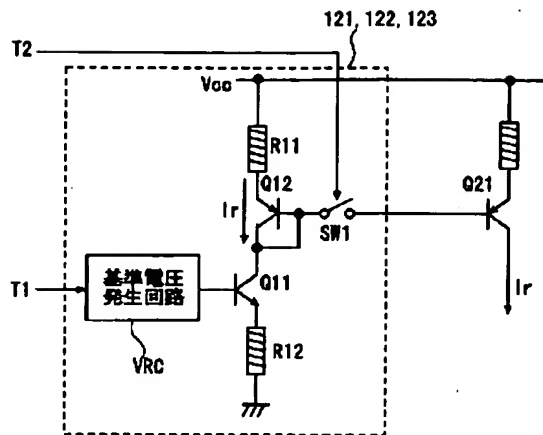 121, 122, 123
T2
Vcc
R11
Q12
Q21
Ir
SW1
T1
基準電圧
発生回路
Q11
Ir
R12
VRC